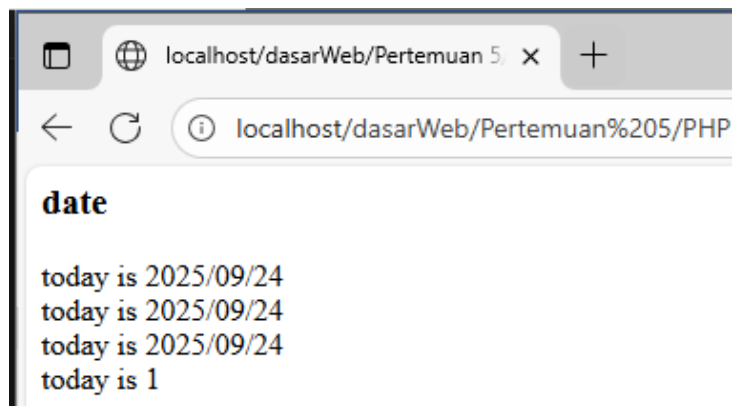 localhost/dasarWeb/Pertemuan 5/
localhost/dasarWeb/Pertemuan%205/PHP
date
today is 2025/09/24
today is 2025/09/24
today is 2025/09/24
today is 1